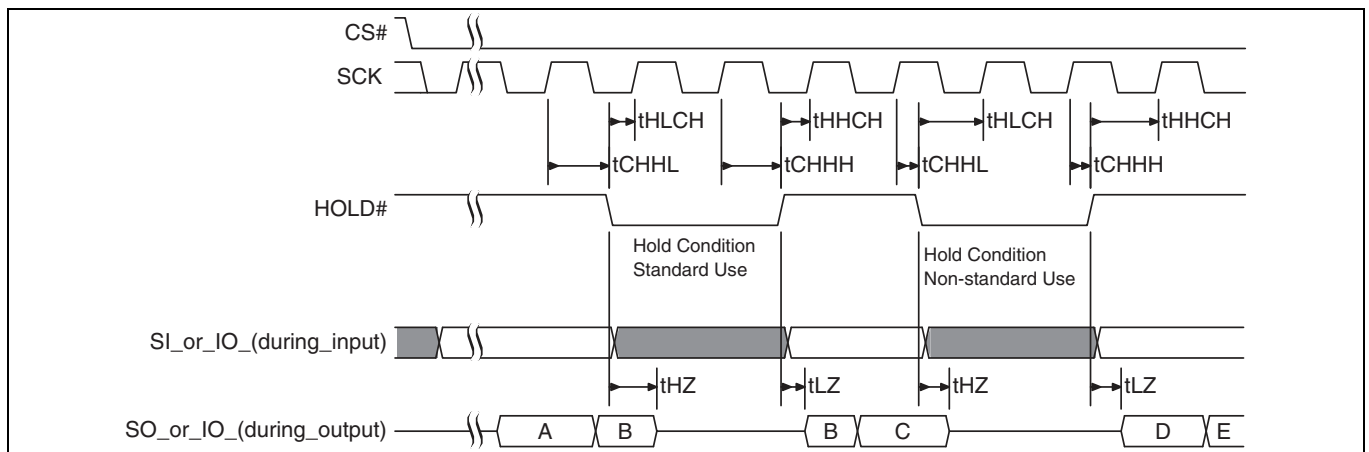 CS#
SCK
tHLCH
tHHCH
tHLCH
tHHCH
tCHHL
tCHHH
tCHHL
tCHHH
HOLD#
Hold Condition
Standard Use
Hold Condition
Non-standard Use
SI_or_IO_(during_input)
tHZ
tLZ
tHZ
tLZ
SO_or_IO_(during_output)
A
B
B
C
D
E